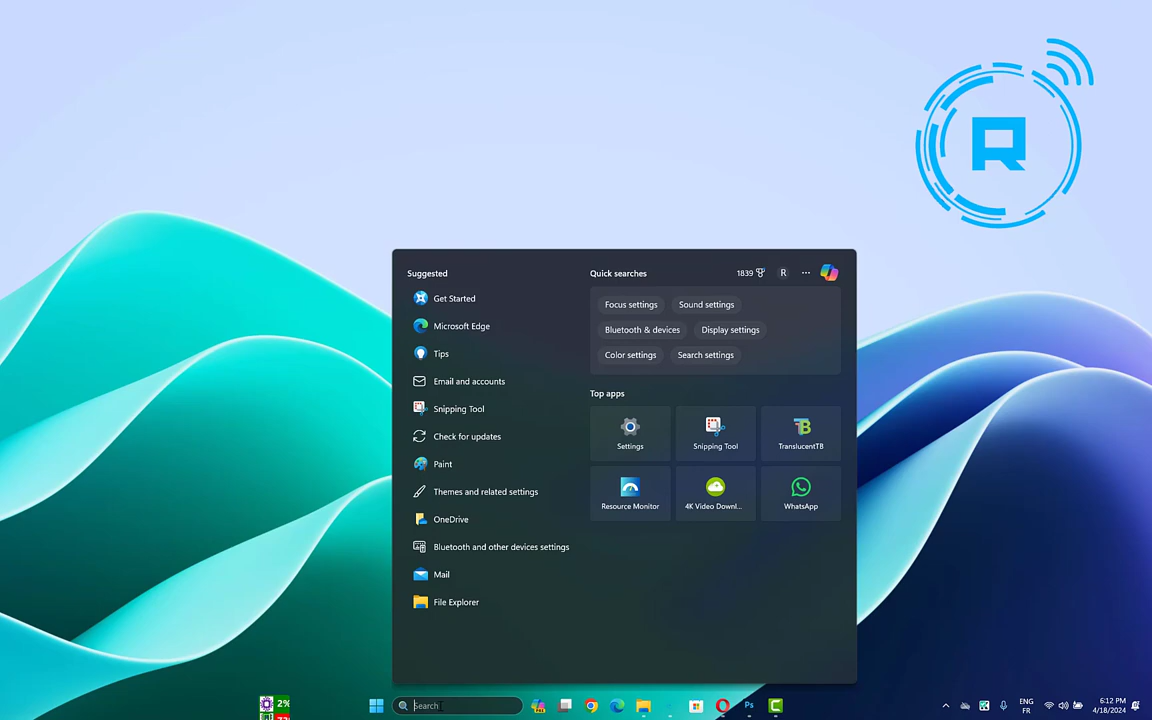 R
Suggested
Get Started
Microsoft Edge
Tips
Email and accounts
Snipping Tool
Check for updates
Paint
Themes and related settings
OneDrive
Bluetooth and other devices settings
Mail
File Explorer
Quick searches
1839
R
Focus settings
Sound settings
Bluetooth & devices
Display settings
Color settings
Search settings
Top apps
Settings
Snipping Tool
TranslucentTB
Resource Monitor
4K Video Downl...
WhatsApp
2%
Search
Ps
ENG
FR
6:12 PM
4/18/2024